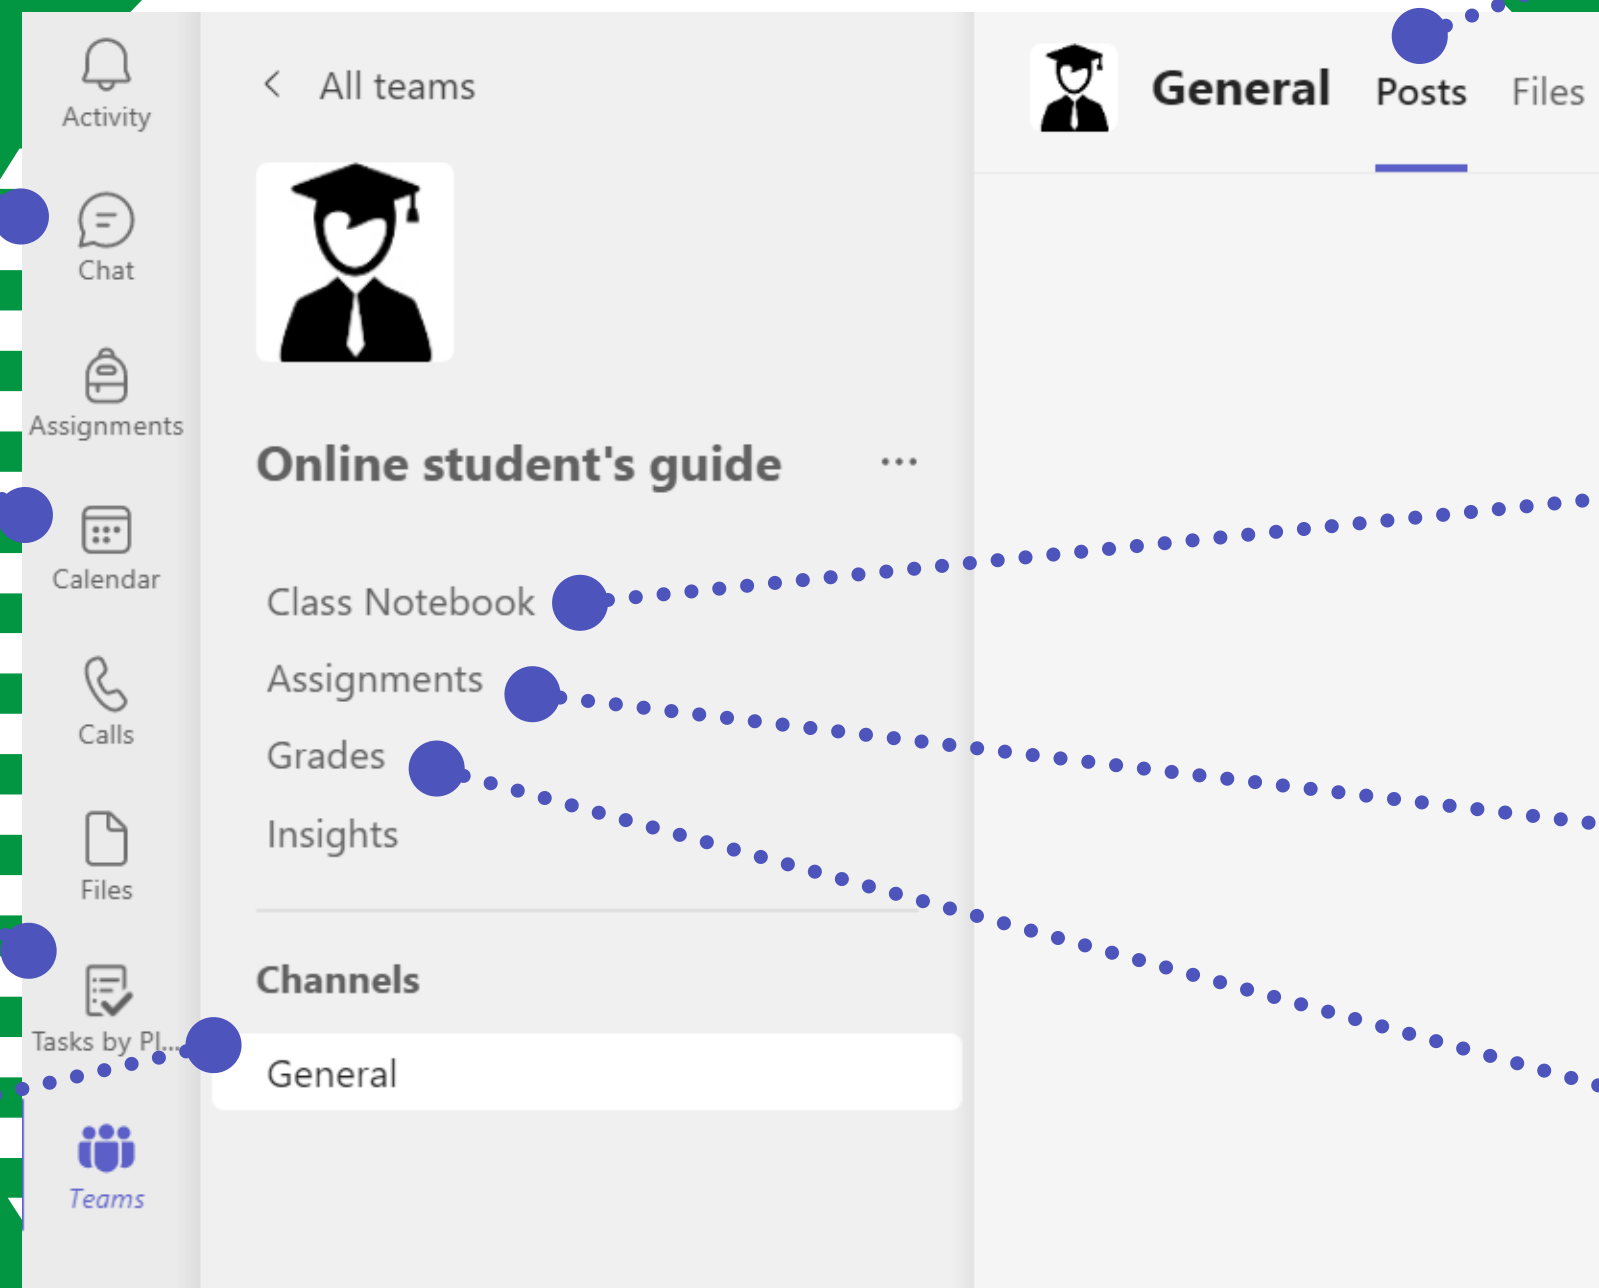 Activity
Chat
Assignments
Calendar
Calls
Files
Tasks by Pl...
Teams
All teams
Online student's guide
...
Class Notebook
Assignments
Grades
Insights
Channels
General
General Posts Files